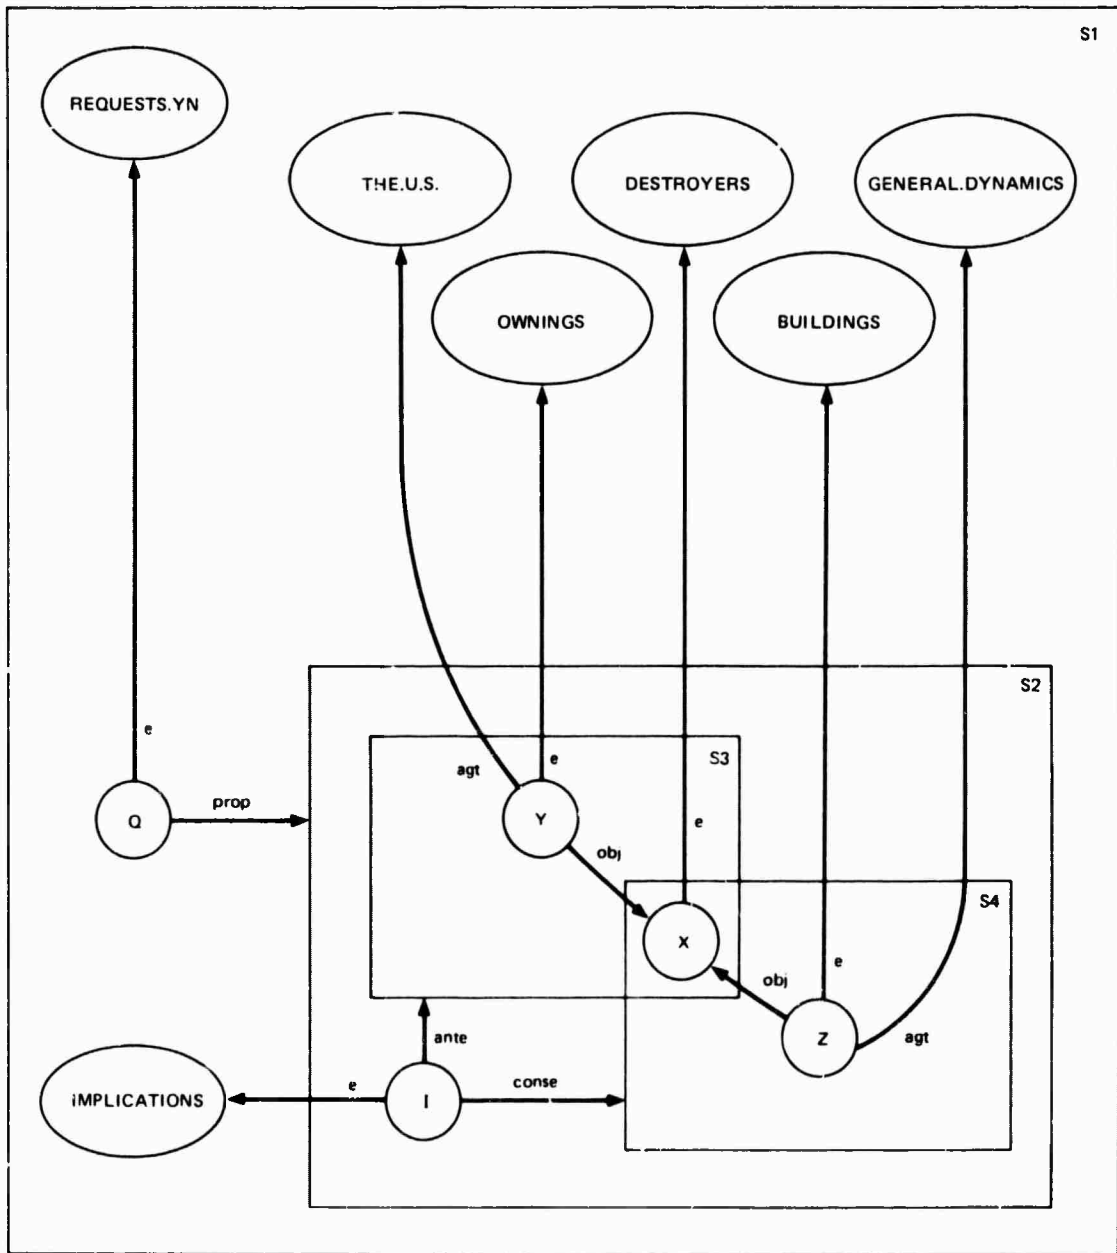 S1
REQUESTS.YN
THE.U.S.
DESTROYERS
GENERAL.DYNAMICS
OWNINGS
BUILDINGS
S2
e
agt
e
S3
prop
Q
Y
e
obj
S4
X
obj
e
Z
agt
ante
e
conse
I
IMPLICATIONS